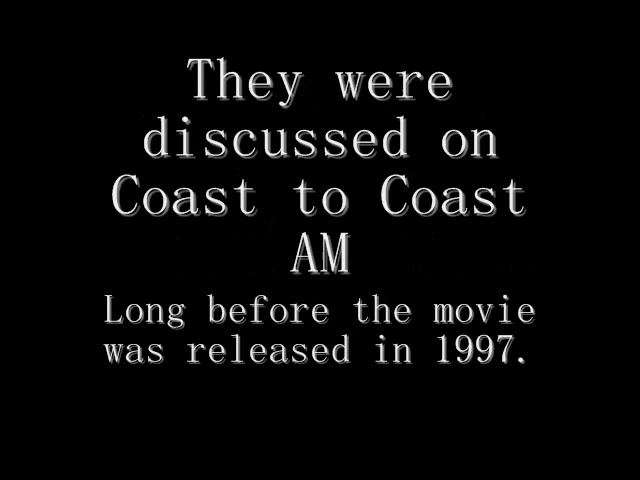 They were
discussed on
Coast to Coast
AM
Long before the movie
was released in 1997.